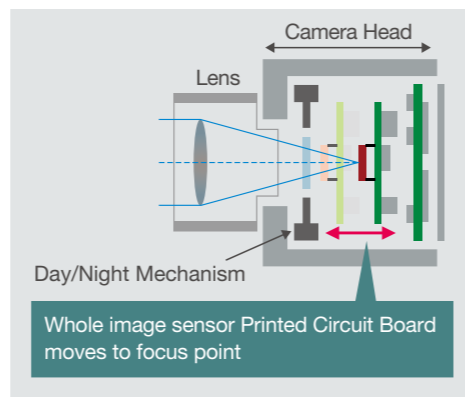 Camera Head
Lens
Day/Night Mechanism
Whole image sensor Printed Circuit Board
moves to focus point